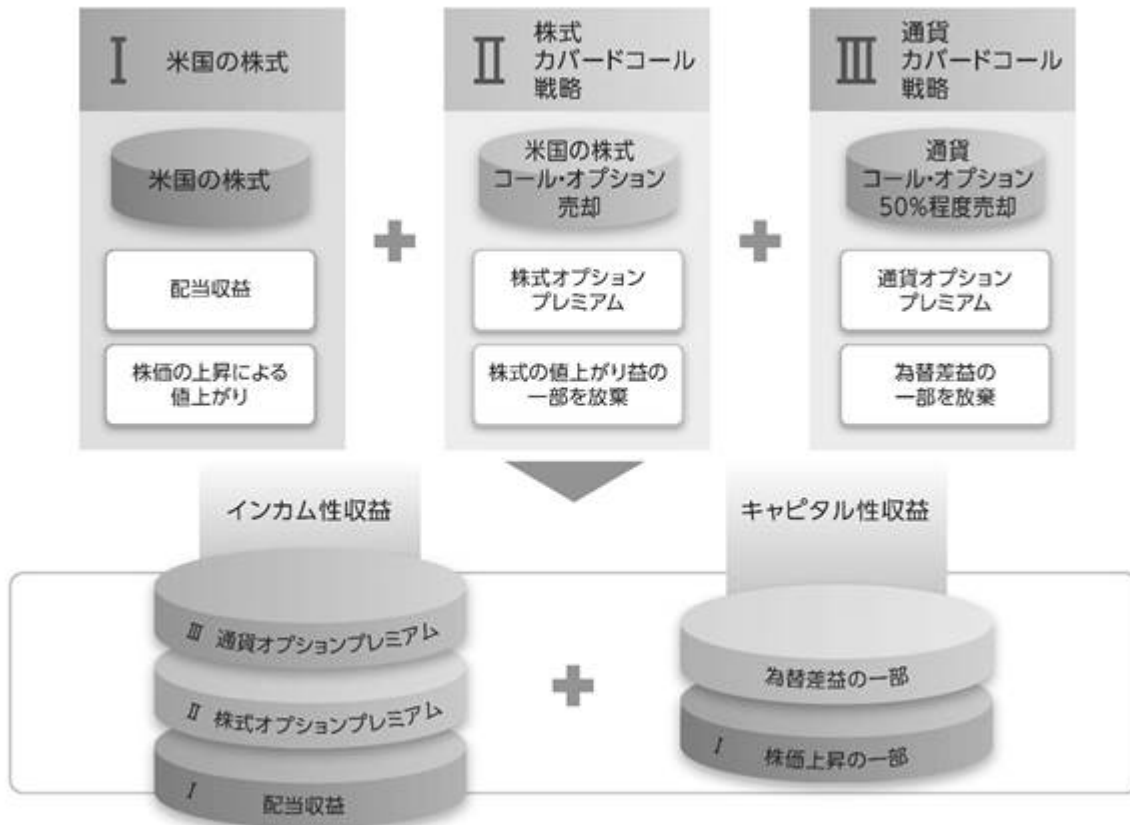 Ⅰ 米国の株式
米国の株式
配当収益
株価の上昇による
値上がり
Ⅱ 株式
カバードコール
戦略
米国の株式
コール・オプション
売却
株式オプション
プレミアム
株式の値上がり益の
一部を放棄
Ⅲ 通貨
カバードコール
戦略
通貨
コール・オプション
50%程度売却
通貨オプション
プレミアム
為替差益の
一部を放棄
インカム性収益
Ⅲ 通貨オプションプレミアム
Ⅱ 株式オプションプレミアム
Ⅰ 配当収益
キャピタル性収益
為替差益の一部
Ⅰ 株価上昇の一部